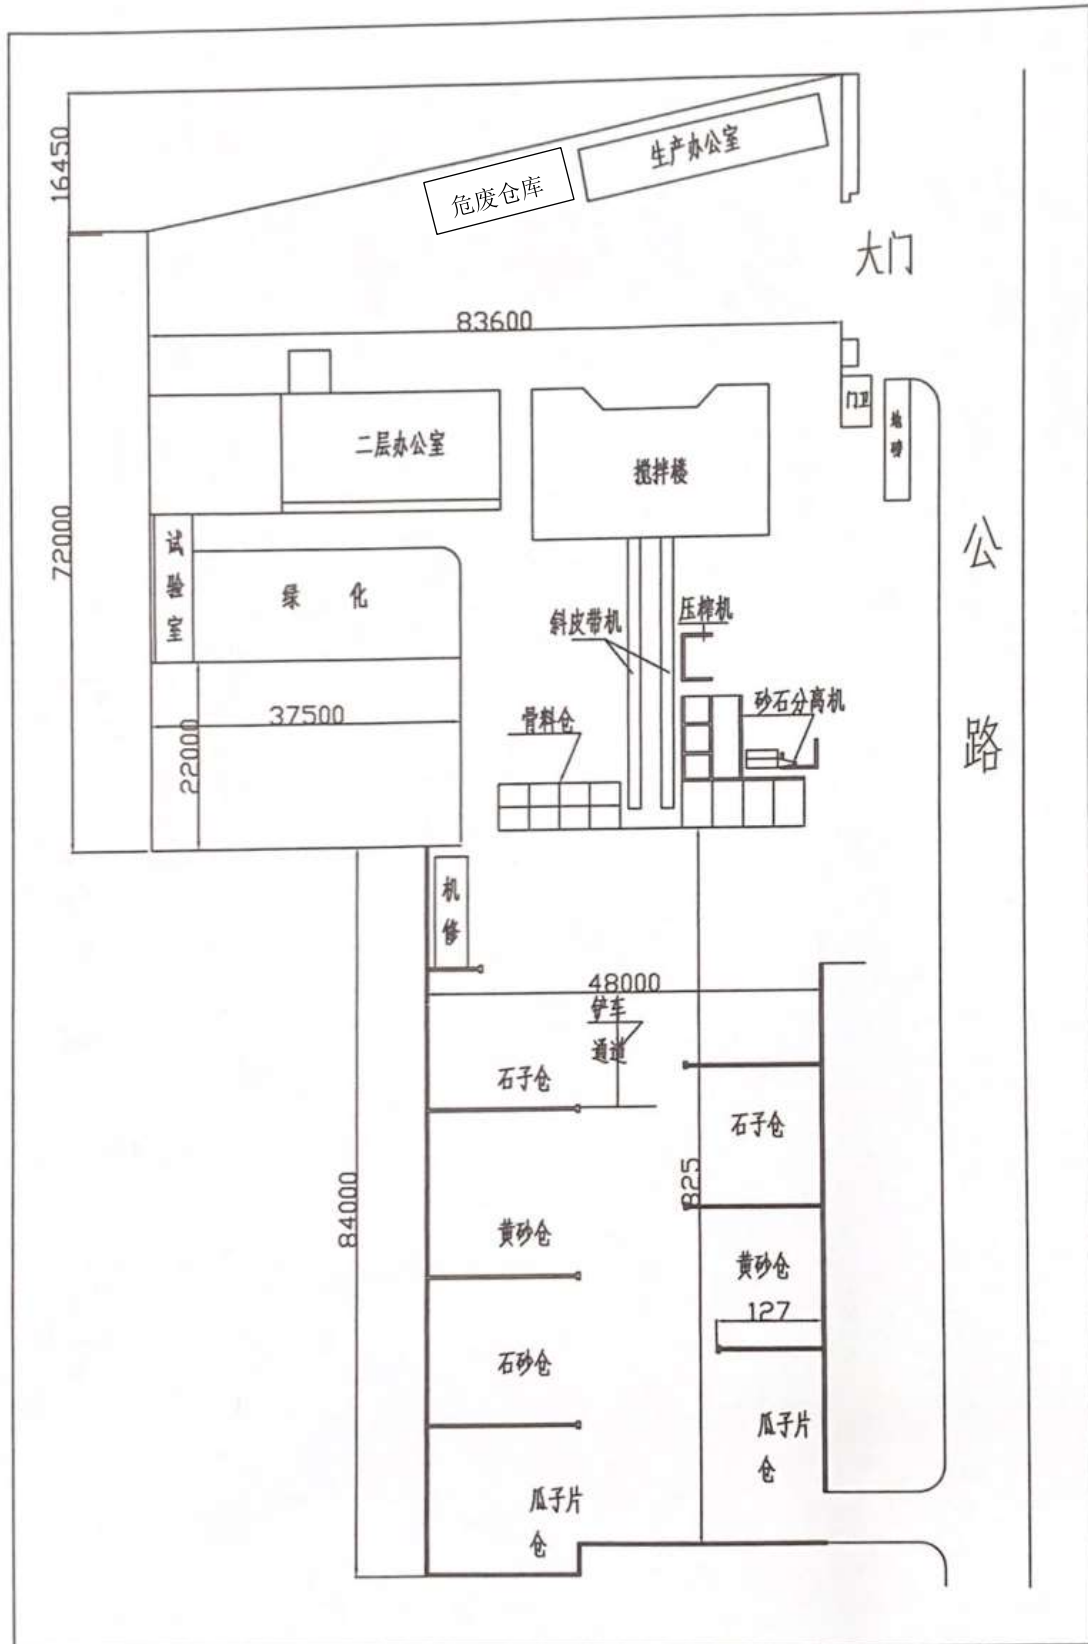 16450
生产办公室
危废仓库
大门
83600
门卫
地磅
二层办公室
搅拌楼
72000
公路
试验室
绿 化
斜皮带机
压榨机
37500
22000
骨料仓
砂石分离机
机修
48000
铲车
通道
石子仓
石子仓
84000
825
黄砂仓
黄砂仓
127
石砂仓
瓜子片
仓
瓜子片
仓